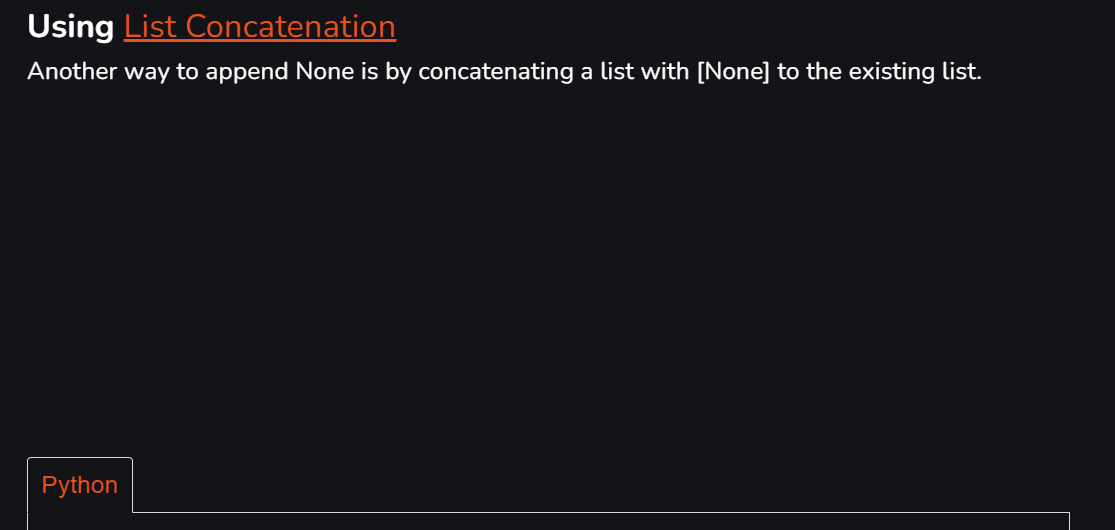 Using List Concatenation
Another way to append None is by concatenating a list with [None] to the existing list.
Python